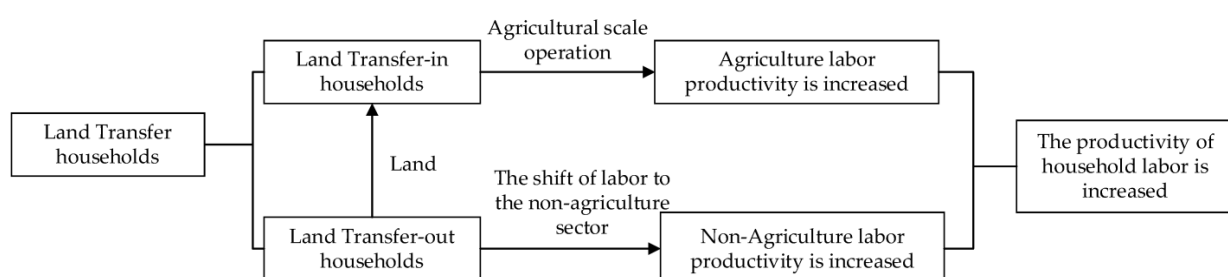 Land Transfer
households
Land Transfer-in
households
Land
Land Transfer-out
households
Agricultural scale
operation
The shift of labor to
the non-agriculture
sector
Agriculture labor
productivity is increased
Non-Agriculture labor
productivity is increased
The productivity of
household labor is
increased